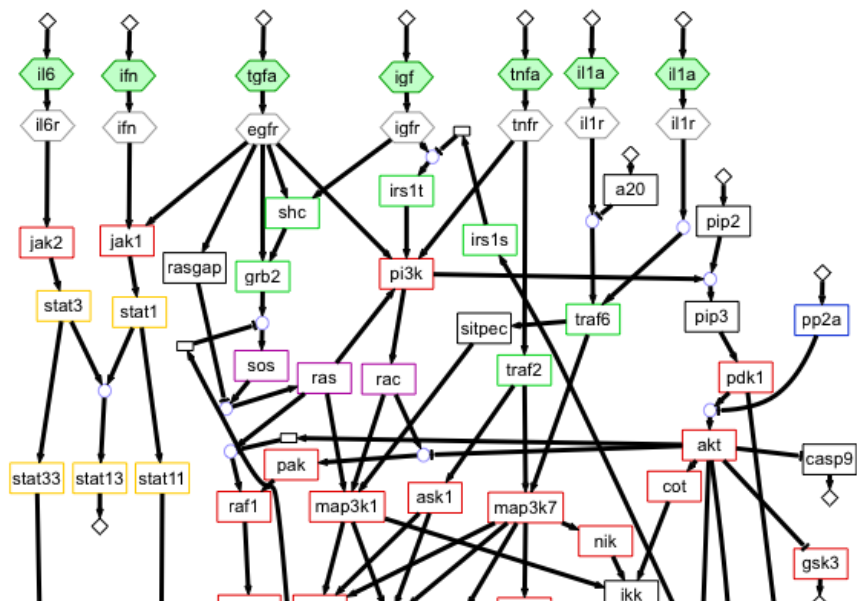 il6
ifn
tgfa
igf
tnfa
il1a
il1a
il6r
ifn
egfr
igfr
tnfr
il1r
il1r
irs1t
a20
shc
pip2
jak2
jak1
irs1s
rasgap
grb2
pi3k
stat3
stat1
sitpec
traf6
pip3
pp2a
sos
ras
rac
traf2
pdk1
akt
casp9
stat33
stat13
stat11
pak
cot
raf1
map3k1
ask1
map3k7
nik
gsk3
ikk